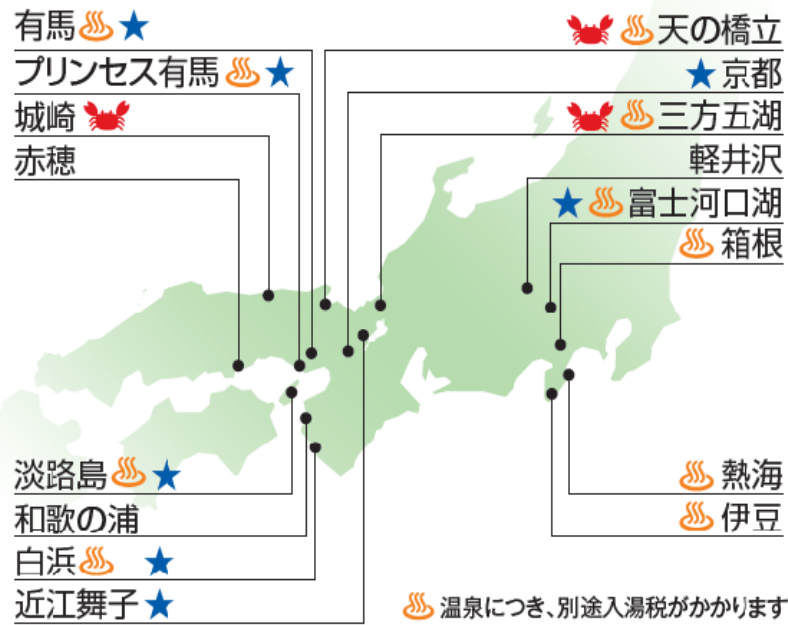 有馬
プリンセス有馬
城崎
赤穂
天の橋立
京都
三方五湖
軽井沢
富士河口湖
箱根
淡路島
和歌の浦
白浜
近江舞子
熱海
伊豆
温泉につき、別途入湯税がかかります